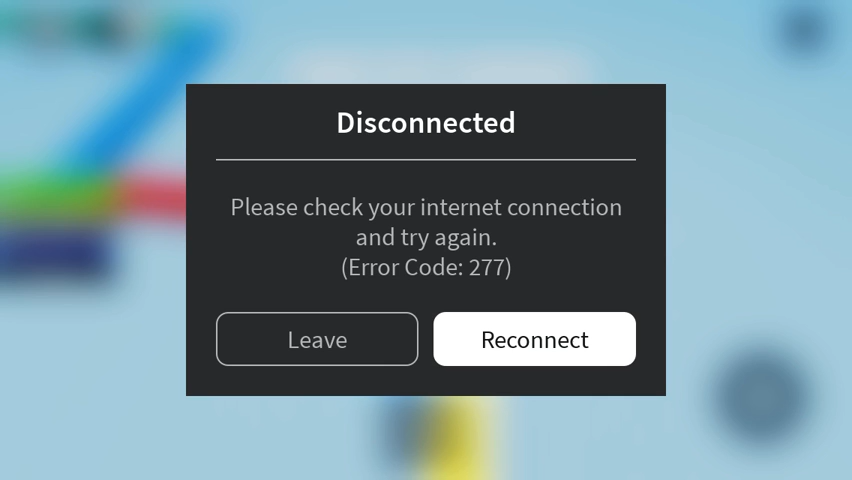 Disconnected
Please check your internet connection
and try again.
(Error Code: 277)
Leave
Reconnect